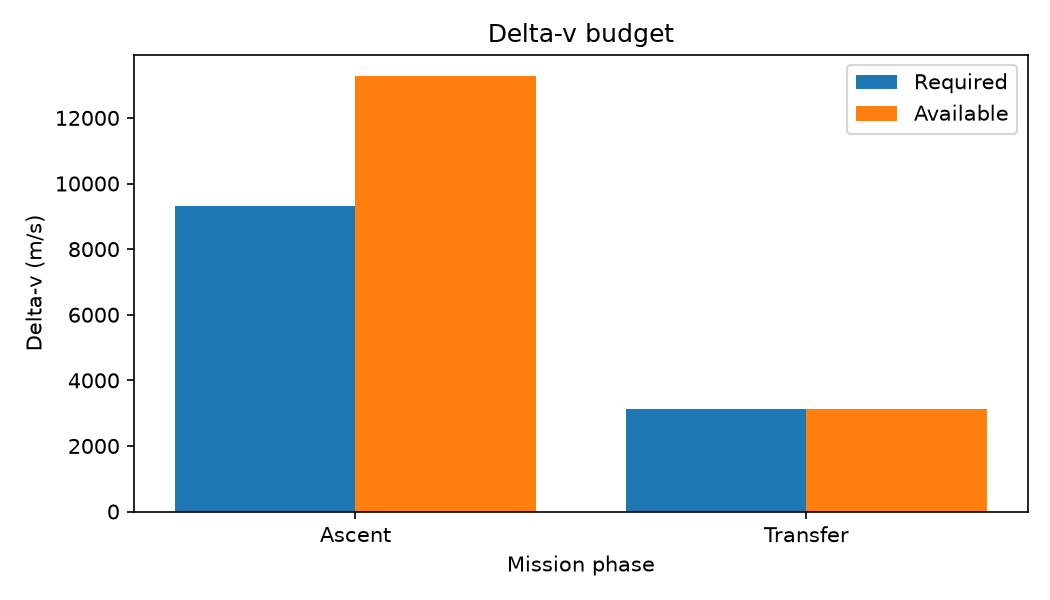 Delta-v budget
Required
Available
Delta-v (m/s)
12000
10000
8000
6000
4000
2000
0
Ascent
Transfer
Mission phase